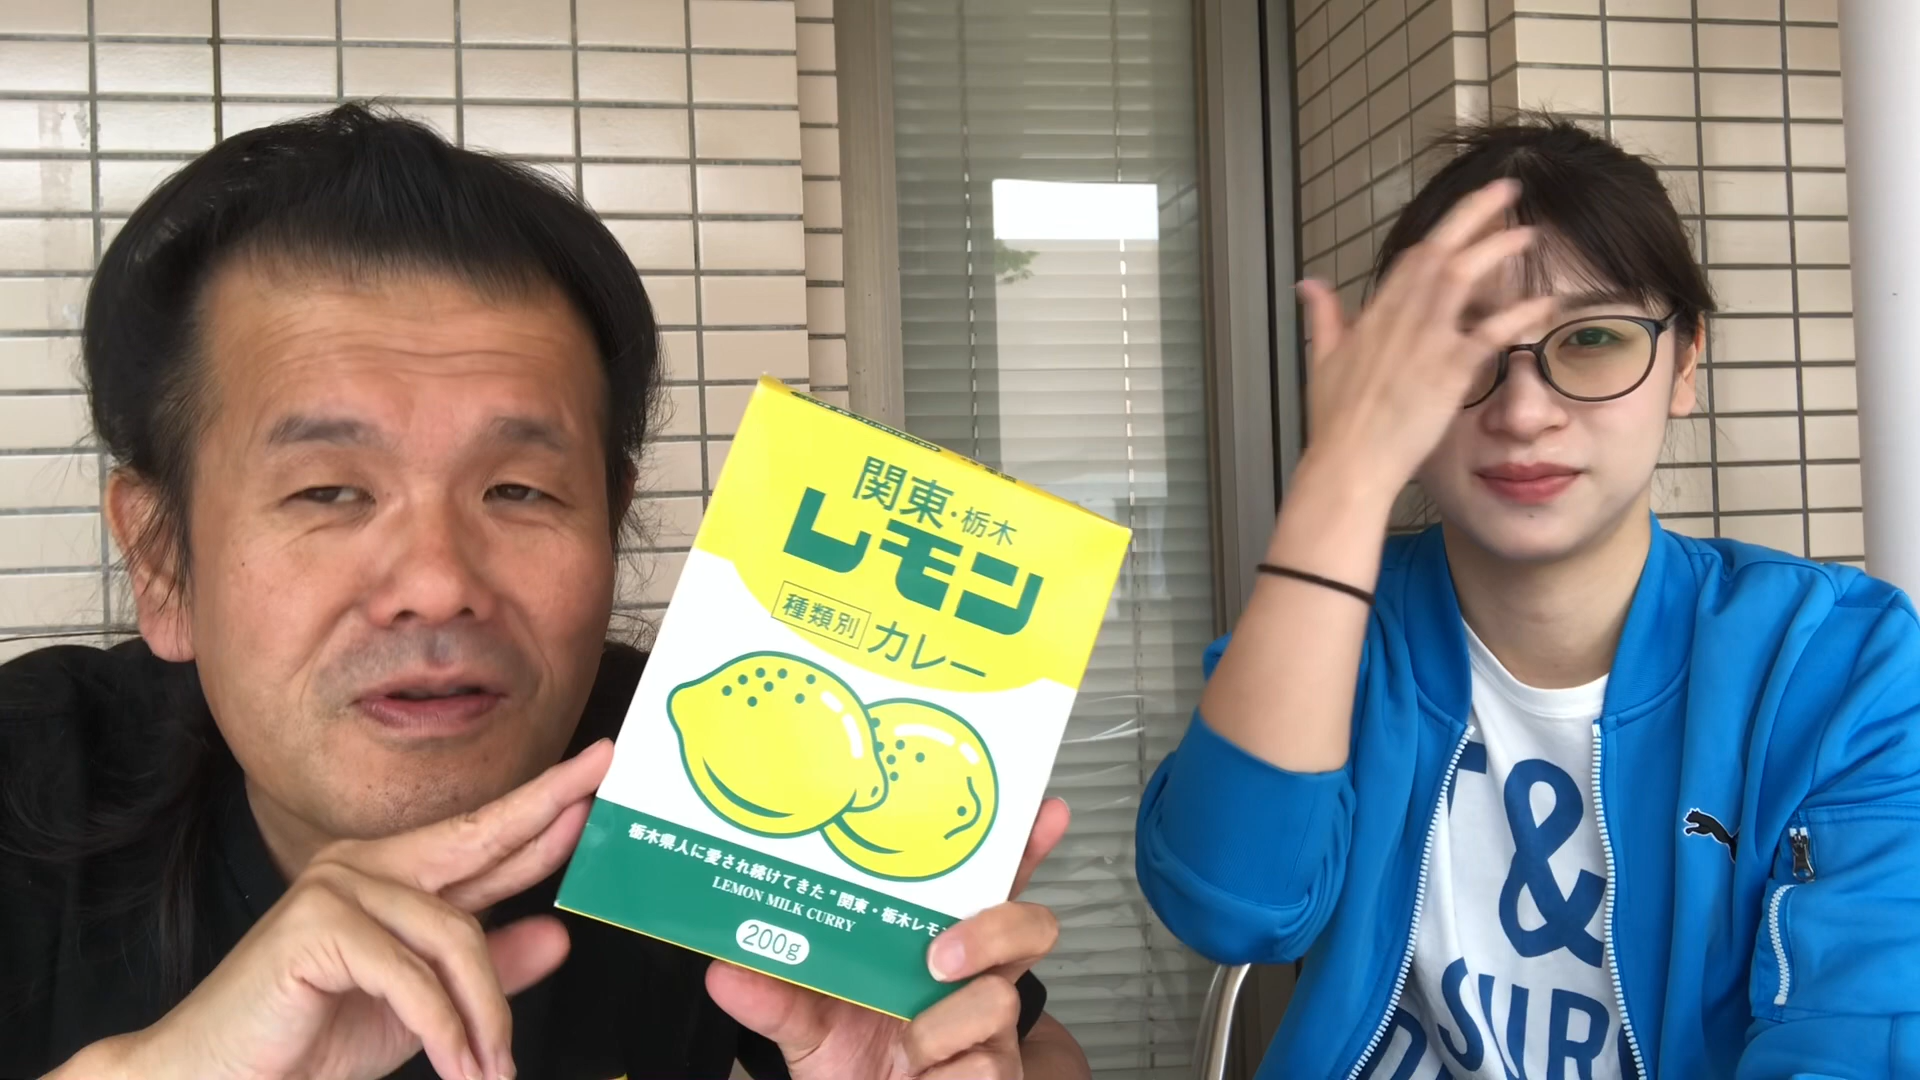 関東・栃木
レモン
種類別 カレー
栃木県人に愛され続けてきた"関東・栃木レモ
LEMON MILK CURRY
200g
&
SURF